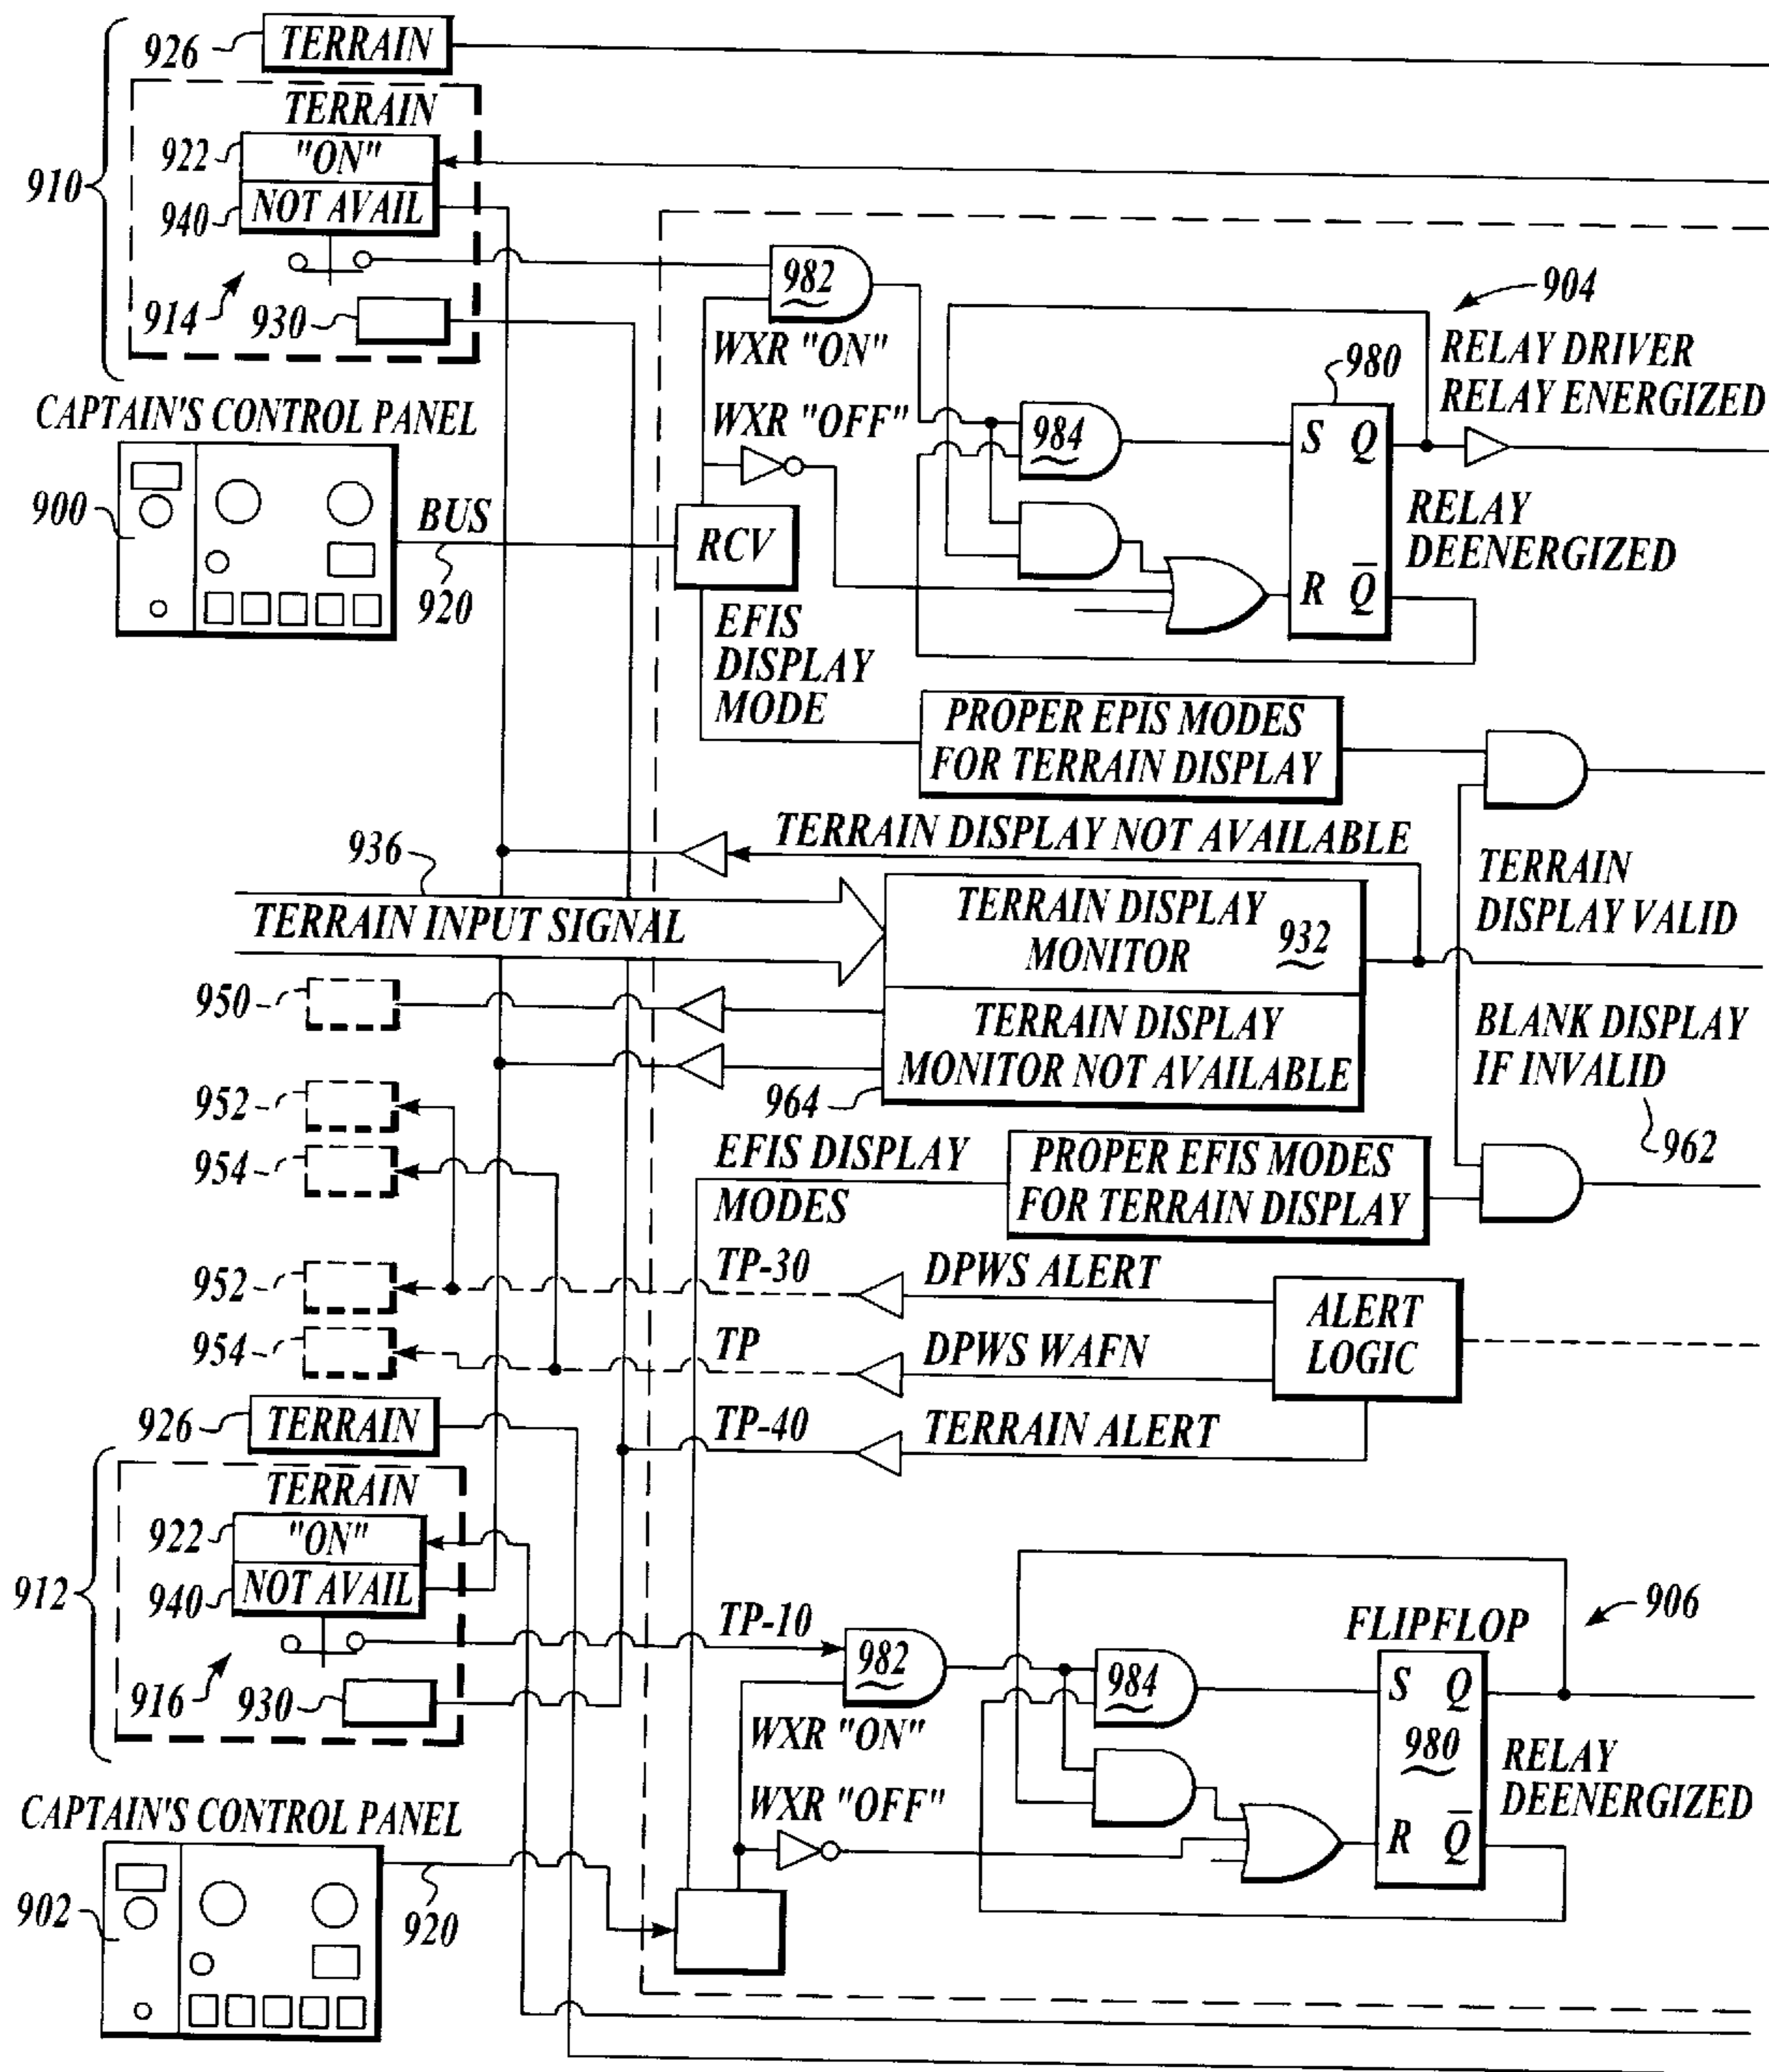 926
TERRAIN
TERRAIN
922
"ON"
910
940
NOT AVAIL
914
930
982
904
WXR "ON"
WXR "OFF"
984
980
RELAY DRIVER
RELAY ENERGIZED
S Q
R Q̅
RELAY
DEENERGIZED
CAPTAIN'S CONTROL PANEL
900
BUS
920
RCV
EFIS
DISPLAY
MODE
PROPER EPIS MODES
FOR TERRAIN DISPLAY
TERRAIN DISPLAY NOT AVAILABLE
936
TERRAIN INPUT SIGNAL
TERRAIN DISPLAY
MONITOR
932
TERRAIN
DISPLAY VALID
950
TERRAIN DISPLAY
MONITOR NOT AVAILABLE
964
BLANK DISPLAY
IF INVALID
962
952
954
EFIS DISPLAY
MODES
PROPER EFIS MODES
FOR TERRAIN DISPLAY
952
TP-30
DPWS ALERT
954
TP
DPWS WAFN
ALERT
LOGIC
926
TERRAIN
TP-40
TERRAIN ALERT
TERRAIN
922
"ON"
912
940
NOT AVAIL
916
930
TP-10
982
984
FLIPFLOP
906
S Q
980
R Q̅
RELAY
DEENERGIZED
WXR "ON"
WXR "OFF"
CAPTAIN'S CONTROL PANEL
902
920